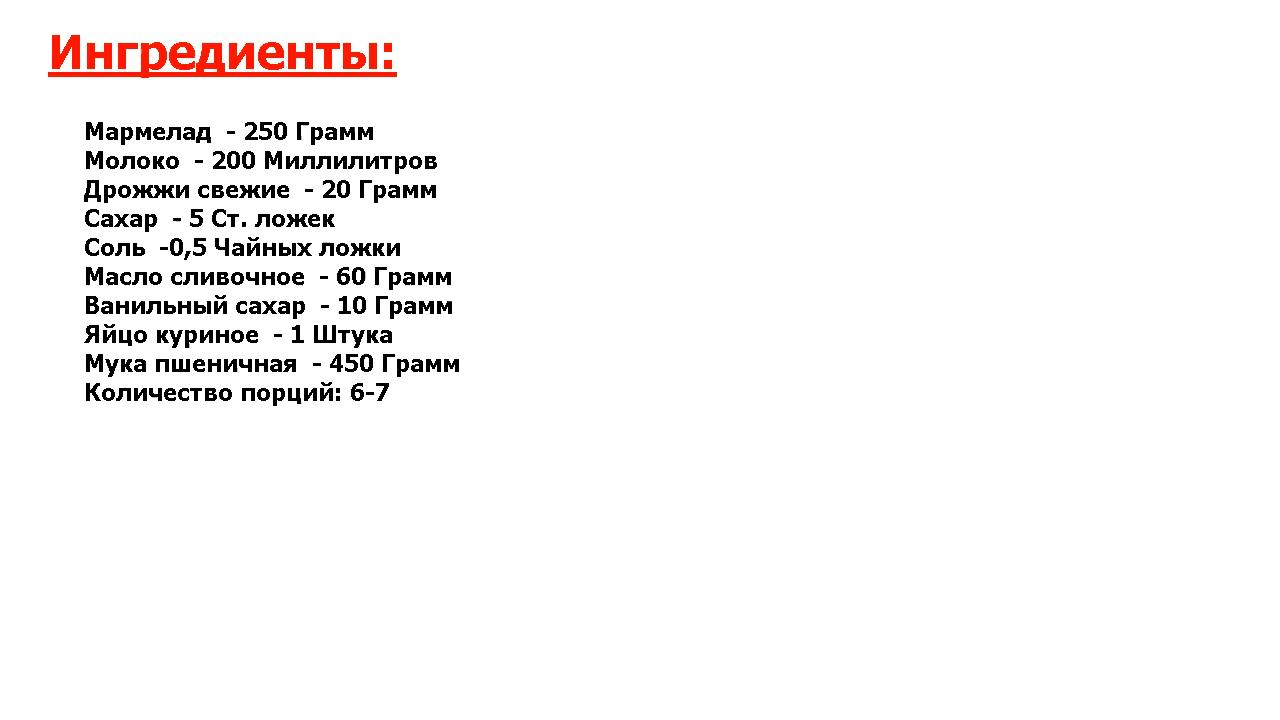 Ингредиенты:
Мармелад  - 250 Грамм
Молоко  - 200 Миллилитров
Дрожжи свежие  - 20 Грамм
Сахар  - 5 Ст. ложек
Соль  -0,5 Чайных ложки
Масло сливочное  - 60 Грамм
Ванильный сахар  - 10 Грамм
Яйцо куриное  - 1 Штука
Мука пшеничная  - 450 Грамм
Количество порций: 6-7